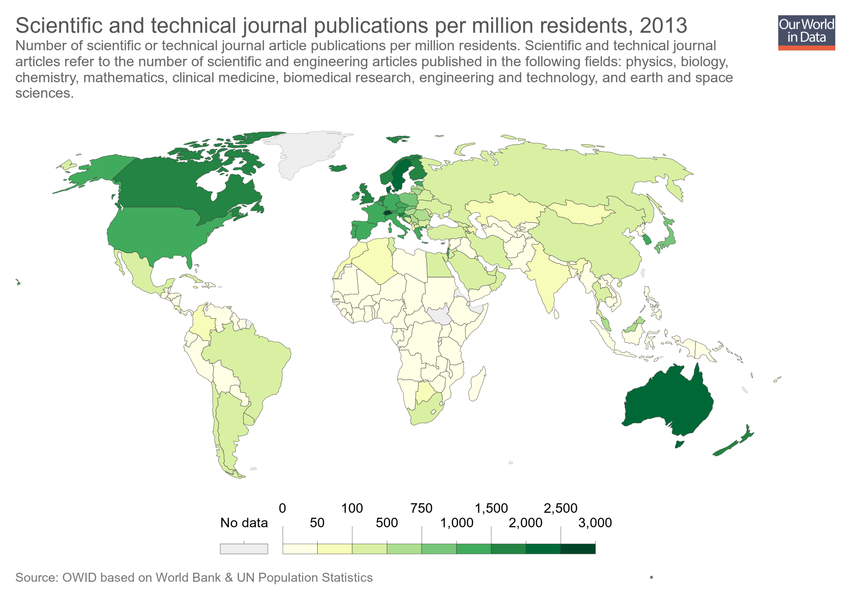 Scientific and technical journal publications per million residents, 2013
Our World
in Data
Number of scientific or technical journal article publications per million residents. Scientific and technical journal
articles refer to the number of scientific and engineering articles published in the following fields: physics, biology,
chemistry, mathematics, clinical medicine, biomedical research, engineering and technology, and earth and space
sciences.
0 100 750 1,500 2,500
No data 50 500 1,000 2,000 3,000
Source: OWID based on World Bank & UN Population Statistics